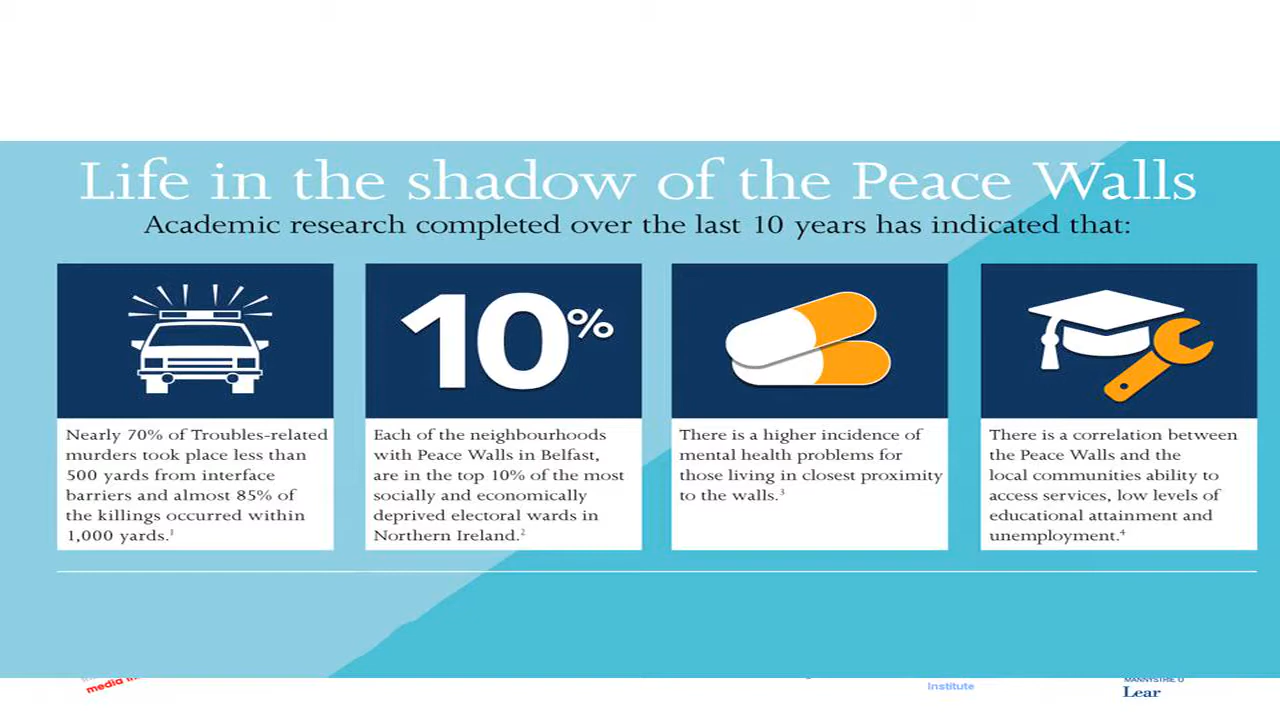 Life in the shadow of the Peace Walls
Academic research completed over the last 10 years has indicated that:
10%
Nearly 70% of Troubles-related
murders took place less than
500 yards from interface
barriers and almost 85% of
the killings occurred within
1,000 yards.1
Each of the neighbourhoods
with Peace Walls in Belfast,
are in the top 10% of the most
socially and economically
deprived electoral wards in
Northern Ireland.2
There is a higher incidence of
mental health problems for
those living in closest proximity
to the walls.3
There is a correlation between
the Peace Walls and the
local communities ability to
access services, low levels of
educational attainment and
unemployment.4
media
Institute
MÄNNYSTRIE O
Lear